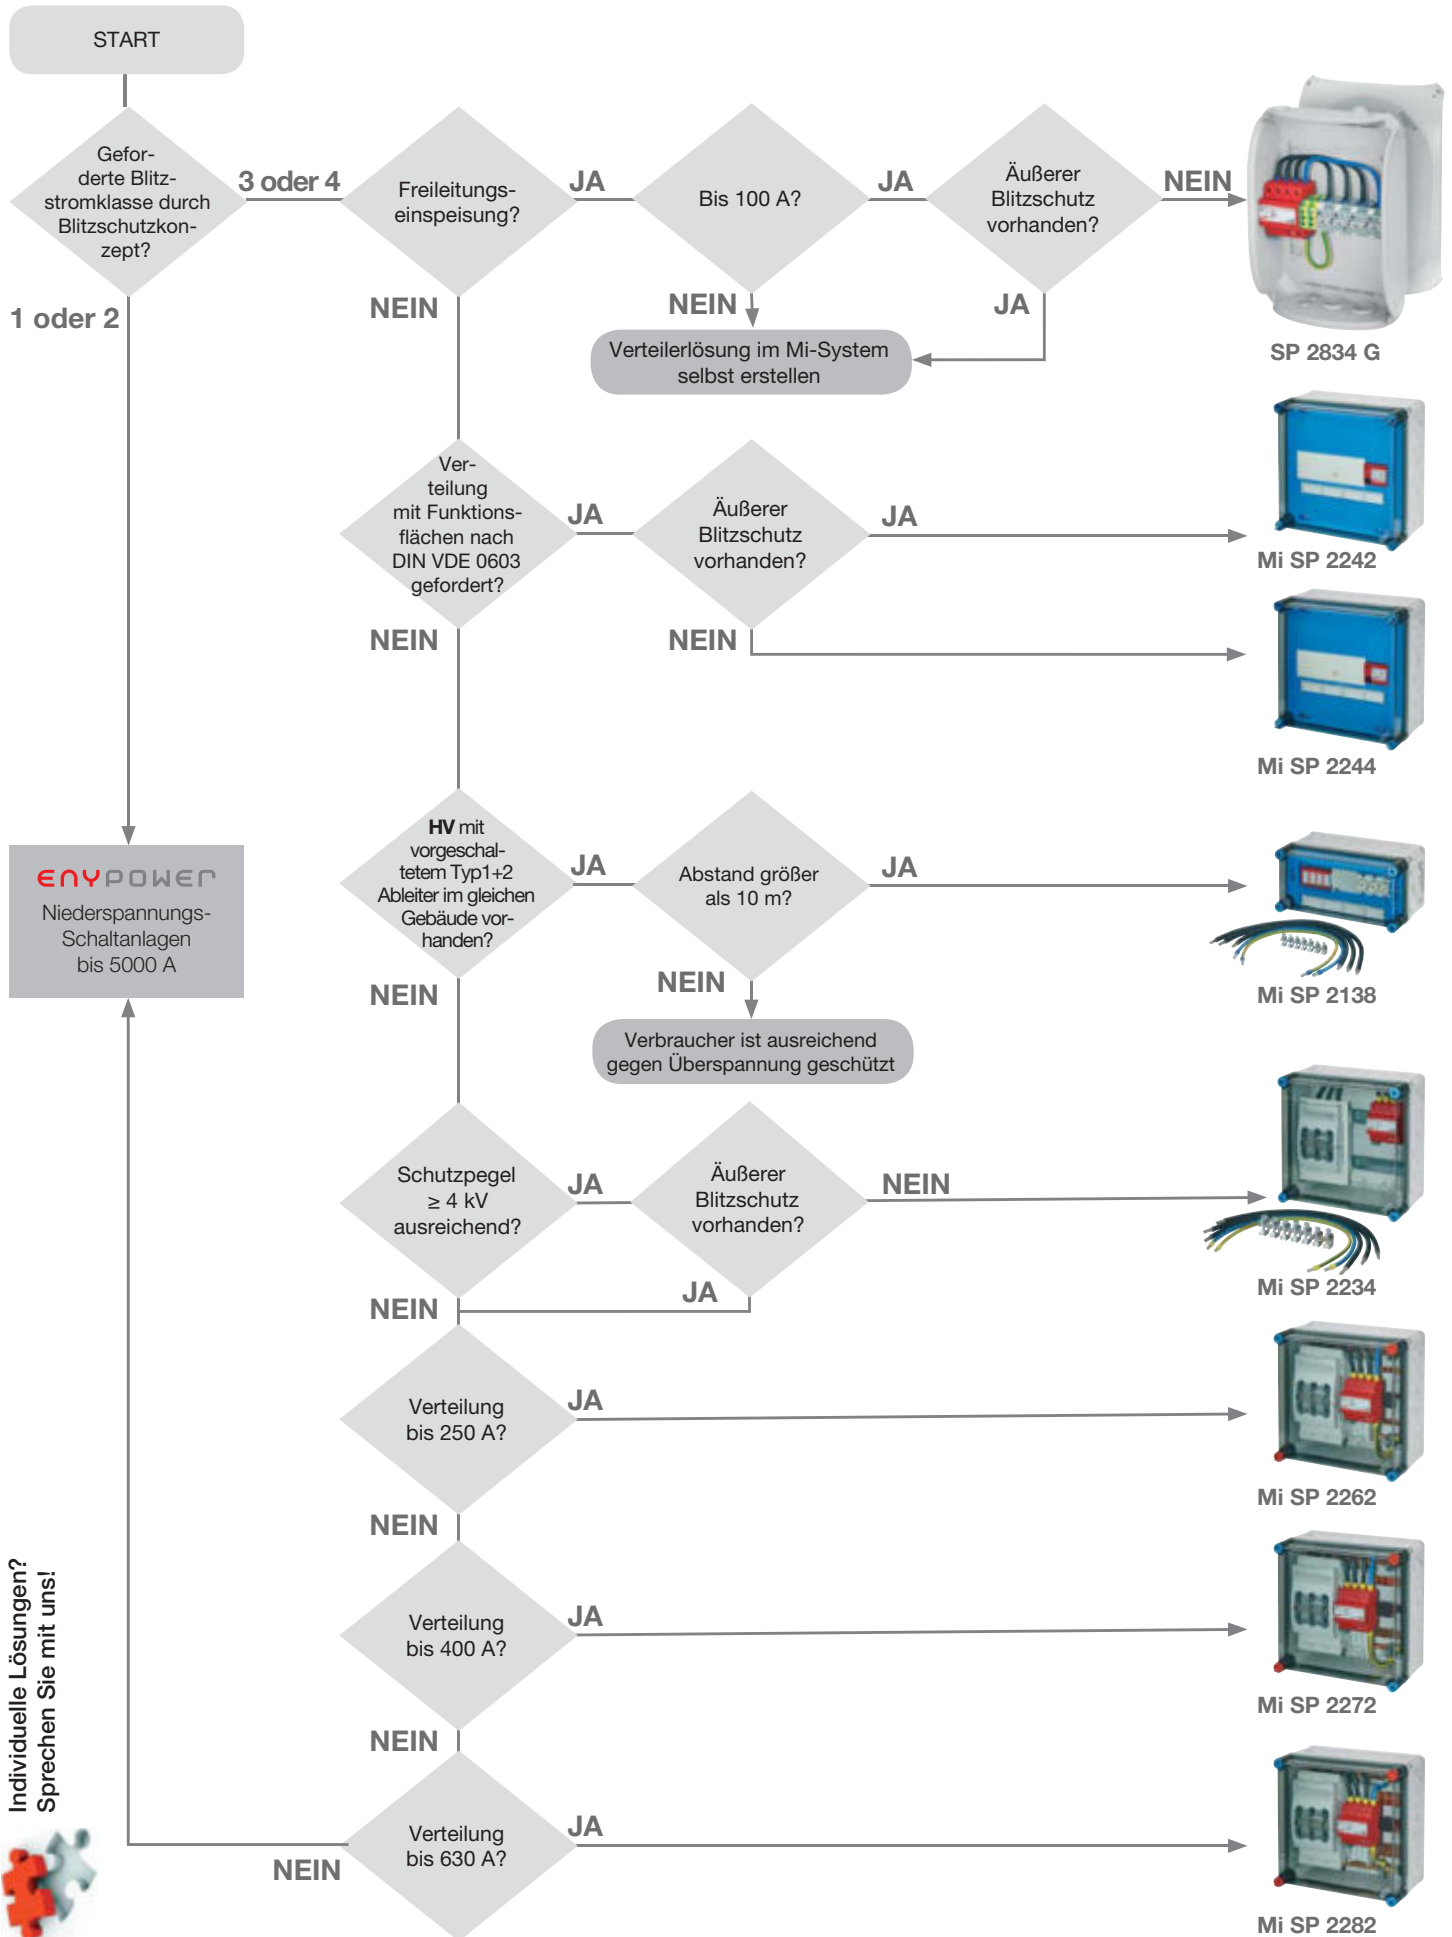 START
Gefor-
derte Blitz-
stromklasse durch
Blitzschutzkon-
zept?
3 oder 4
Freileitungs-
einspeisung?
JA
Bis 100 A?
JA
Äußerer
Blitzschutz
vorhanden?
NEIN
SP 2834 G
1 oder 2
NEIN
NEIN
JA
Verteilerlösung im Mi-System
selbst erstellen
Ver-
teilung
mit Funktions-
flächen nach
DIN VDE 0603
gefordert?
JA
Äußerer
Blitzschutz
vorhanden?
JA
Mi SP 2242
NEIN
NEIN
Mi SP 2244
HV mit
vorgeschal-
tetem Typ1+2
Ableiter im gleichen
Gebäude vor-
handen?
JA
Abstand größer
als 10 m?
JA
Mi SP 2138
ENYPOWER
Niederspannungs-
Schaltanlagen
bis 5000 A
NEIN
NEIN
Verbraucher ist ausreichend
gegen Überspannung geschützt
Schutzpegel
≥ 4 kV
ausreichend?
JA
Äußerer
Blitzschutz
vorhanden?
NEIN
Mi SP 2234
NEIN
JA
Verteilung
bis 250 A?
JA
Mi SP 2262
NEIN
Verteilung
bis 400 A?
JA
Mi SP 2272
NEIN
Verteilung
bis 630 A?
JA
Mi SP 2282
NEIN
Individuelle Lösungen?
Sprechen Sie mit uns!